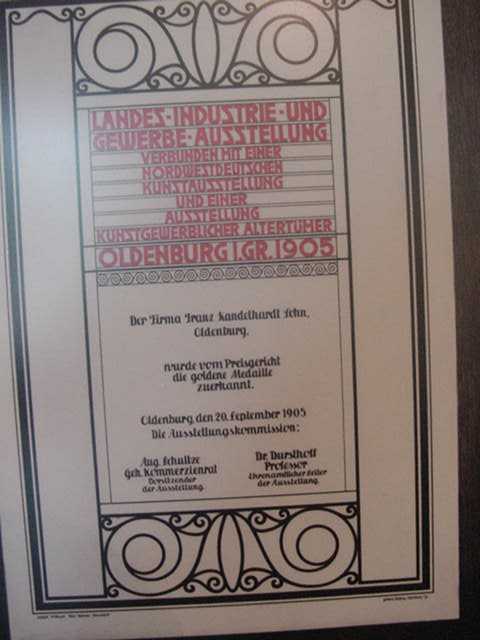 LANDES-INDUSTRIE-UND
GEWERBE-AUSSTELLUNG
VERBUNDEN MIT EINER
NORDWESTDEUTSCHEN
KUNSTAUSSTELLUNG
UND EINER
AUSSTELLUNG
KUNSTGEWERBLICHER ALTERTÜMER
OLDENBURG I.GR. 1905
Der Firma Franz Kandelhardt Sohn,
Oldenburg.
wurde vom Preisgericht
die goldene Medaille
zuerkannt.
Oldenburg, den 20. September 1905
Die Ausstellungskommission:
Aug. Schultze
Geh. Kommerzienrat
Vorsitzender
der Ausstellung.
Dr. Dursthoff
Professor
Ehrenamtlicher Leiter
der Ausstellung.